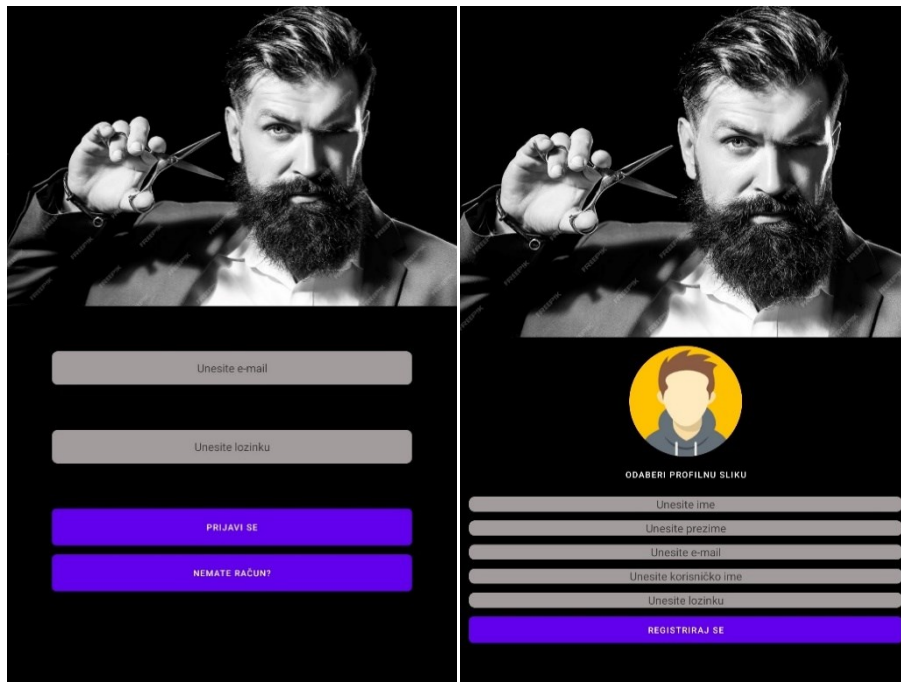 Unesite e-mail
Unesite lozinku
PRIJAVI SE
NEMATE RAČUN?
ODABERI PROFILNU SLIKU
Unesite ime
Unesite prezime
Unesite e-mail
Unesite korisničko ime
Unesite lozinku
REGISTRIRAJ SE